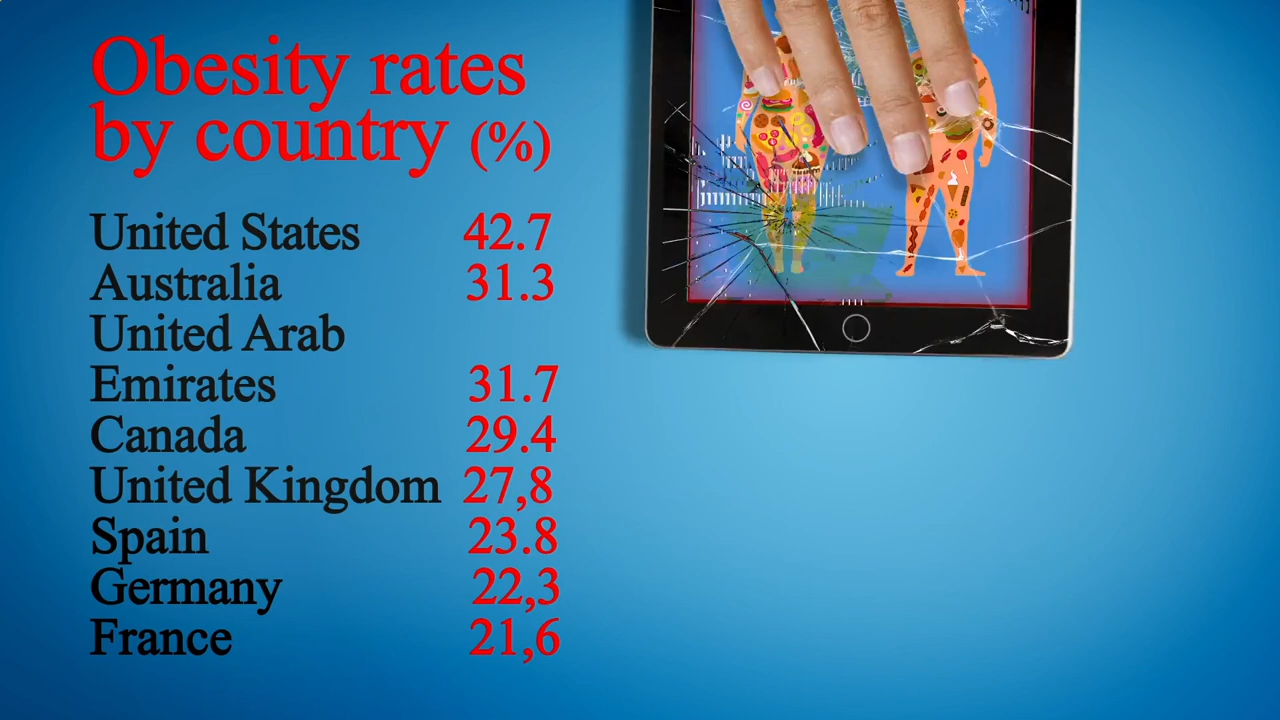 Obesity rates
by country (%)
United States 42.7
Australia 31.3
United Arab
Emirates 31.7
Canada 29.4
United Kingdom 27,8
Spain 23.8
Germany 22,3
France 21,6